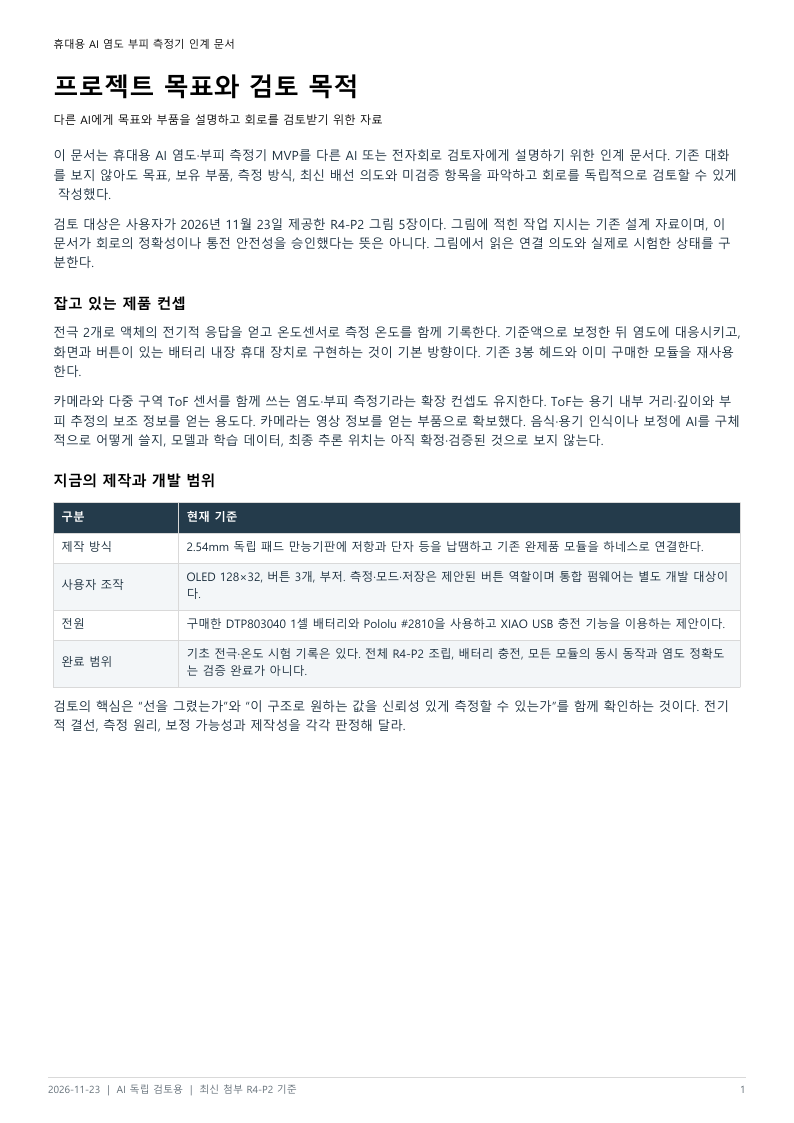 휴대용 AI 염도 부피 측정기 인계 문서
프로젝트 목표와 검토 목적
다른 AI에게 목표와 부품을 설명하고 회로를 검토받기 위한 자료
이 문서는 휴대용 AI 염도·부피 측정기 MVP를 다른 AI 또는 전자회로 검토자에게 설명하기 위한 인계 문서다. 기존 대화
를 보지 않아도 목표, 보유 부품, 측정 방식, 최신 배선 의도와 미검증 항목을 파악하고 회로를 독립적으로 검토할 수 있게
작성했다.
검토 대상은 사용자가 2026년 11월 23일 제공한 R4-P2 그림 5장이다. 그림에 적힌 작업 지시는 기존 설계 자료이며, 이
문서가 회로의 정확성이나 통전 안전성을 승인했다는 뜻은 아니다. 그림에서 읽은 연결 의도와 실제로 시험한 상태를 구
분한다.
잡고 있는 제품 컨셉
전극 2개로 액체의 전기적 응답을 얻고 온도센서로 측정 온도를 함께 기록한다. 기준액으로 보정한 뒤 염도에 대응시키고,
화면과 버튼이 있는 배터리 내장 휴대 장치로 구현하는 것이 기본 방향이다. 기존 3봉 헤드와 이미 구매한 모듈을 재사용
한다.
카메라와 다중 구역 ToF 센서를 함께 쓰는 염도·부피 측정기라는 확장 컨셉도 유지한다. ToF는 용기 내부 거리·깊이와 부
피 추정의 보조 정보를 얻는 용도다. 카메라는 영상 정보를 얻는 부품으로 확보했다. 음식·용기 인식이나 보정에 AI를 구체
적으로 어떻게 쓸지, 모델과 학습 데이터, 최종 추론 위치는 아직 확정·검증된 것으로 보지 않는다.
지금의 제작과 개발 범위
구분 현재 기준
제작 방식 2.54mm 독립 패드 만능기판에 저항과 단자 등을 납땜하고 기존 완제품 모듈을 하네스로 연결한다.
사용자 조작 OLED 128×32, 버튼 3개, 부저. 측정·모드·저장은 제안된 버튼 역할이며 통합 펌웨어는 별도 개발 대상이
다.
전원 구매한 DTP803040 1셀 배터리와 Pololu #2810을 사용하고 XIAO USB 충전 기능을 이용하는 제안이다.
완료 범위 기초 전극·온도 시험 기록은 있다. 전체 R4-P2 조립, 배터리 충전, 모든 모듈의 동시 동작과 염도 정확도
는 검증 완료가 아니다.
검토의 핵심은 “선을 그렸는가”와 “이 구조로 원하는 값을 신뢰성 있게 측정할 수 있는가”를 함께 확인하는 것이다. 전기
적 결선, 측정 원리, 보정 가능성과 제작성을 각각 판정해 달라.
2026-11-23 | AI 독립 검토용 | 최신 첨부 R4-P2 기준 1